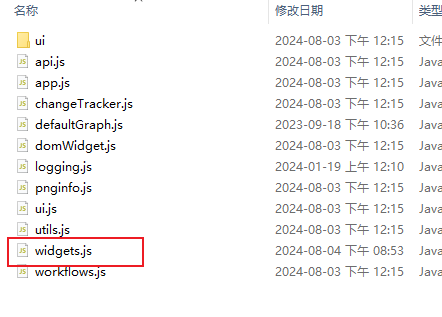 名称 修改日期 类型
ui 2024-08-03 下午 12:15 文件
api.js 2024-08-03 下午 12:15 Java
app.js 2024-08-03 下午 12:15 Java
changeTracker.js 2024-08-03 下午 12:15 Java
defaultGraph.js 2023-09-18 下午 10:36 Java
domWidget.js 2024-08-03 下午 12:15 Java
logging.js 2024-01-19 上午 12:10 Java
pnginfo.js 2024-08-03 下午 12:15 Java
ui.js 2024-08-03 下午 12:15 Java
utils.js 2024-08-03 下午 12:15 Java
widgets.js 2024-08-04 下午 08:53 Java
workflows.js 2024-08-03 下午 12:15 Java